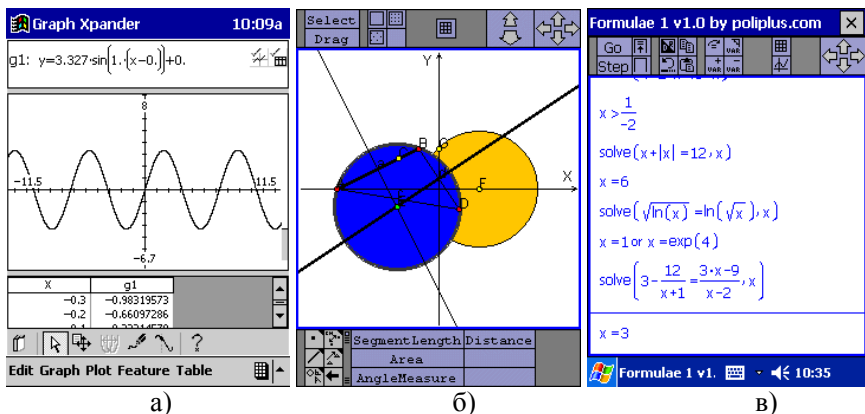 Graph Xpander 10:09a
g1: y=3.327·sin(1.·(x-0.))+0.
8
-11.5 11.5
-6.7
x g1
-0.3 -0.98319573
-0.2 -0.66097286
Edit Graph Plot Feature Table
a)
Select
Drag
Y
B
G
X
F
E
D
SegmentLength Distance
Area
AngleMeasure
б)
Formulae 1 v1.0 by poliplus.com
Go
Step
VAR
VAR VAR
x>1/-2
solve(x+|x|=12,x)
x=6
solve(√ln(x)=ln(√x),x)
x=1 or x=exp(4)
solve(3-12/x+1=3·x-9/x-2,x)
x=3
Formulae 1 v1. 10:35
в)